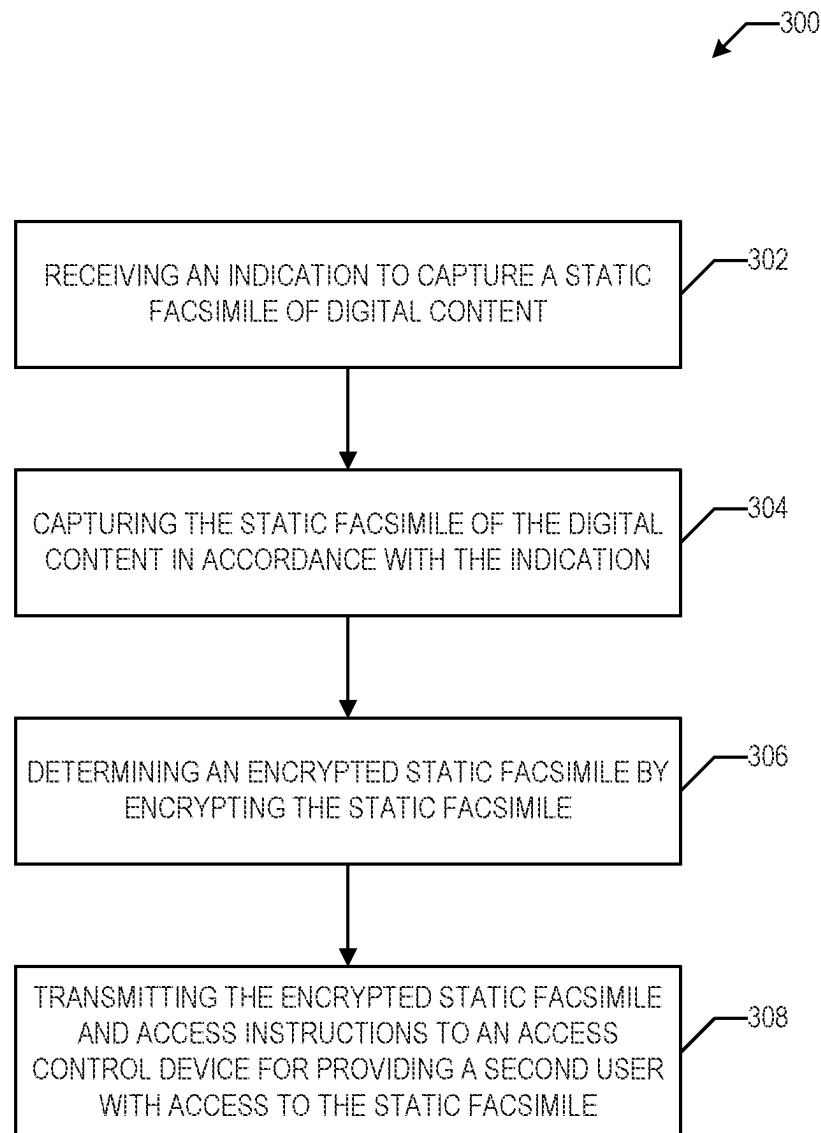 300
RECEIVING AN INDICATION TO CAPTURE A STATIC
FACSIMILE OF DIGITAL CONTENT
302
CAPTURING THE STATIC FACSIMILE OF THE DIGITAL
CONTENT IN ACCORDANCE WITH THE INDICATION
304
DETERMINING AN ENCRYPTED STATIC FACSIMILE BY
ENCRYPTING THE STATIC FACSIMILE
306
TRANSMITTING THE ENCRYPTED STATIC FACSIMILE
AND ACCESS INSTRUCTIONS TO AN ACCESS
CONTROL DEVICE FOR PROVIDING A SECOND USER
WITH ACCESS TO THE STATIC FACSIMILE
308